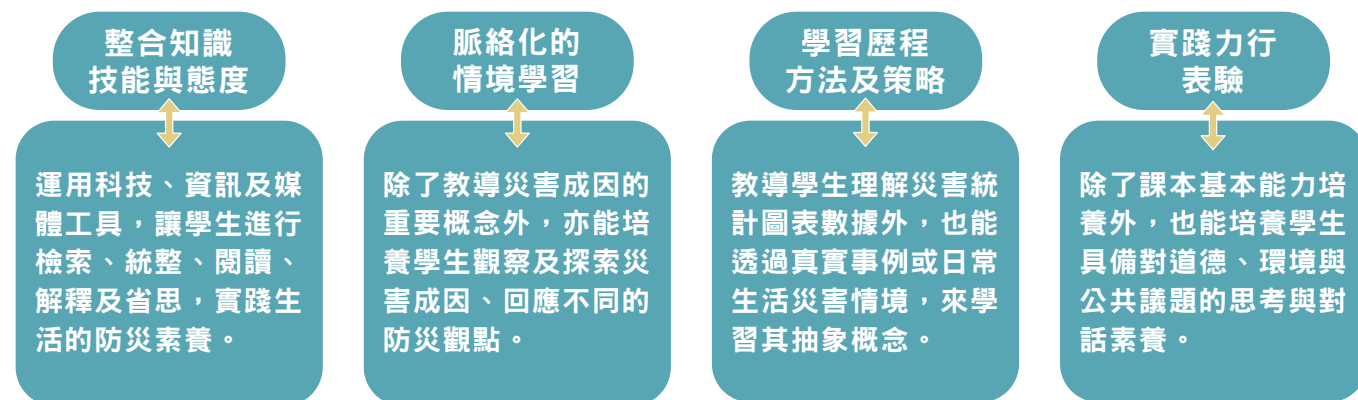 整合知識
技能與態度
運用科技、資訊及媒
體工具，讓學生進行
檢索、統整、閱讀、
解釋及省思，實踐生
活的防災素養。
脈絡化的
情境學習
除了教導災害成因的
重要概念外，亦能培
養學生觀察及探索災
害成因、回應不同的
防災觀點。
學習歷程
方法及策略
教導學生理解災害統
計圖表數據外，也能
透過真實事例或日常
生活災害情境，來學
習其抽象概念。
實踐力行
表驗
除了課本基本能力培
養外，也能培養學生
具備對道德、環境與
公共議題的思考與對
話素養。